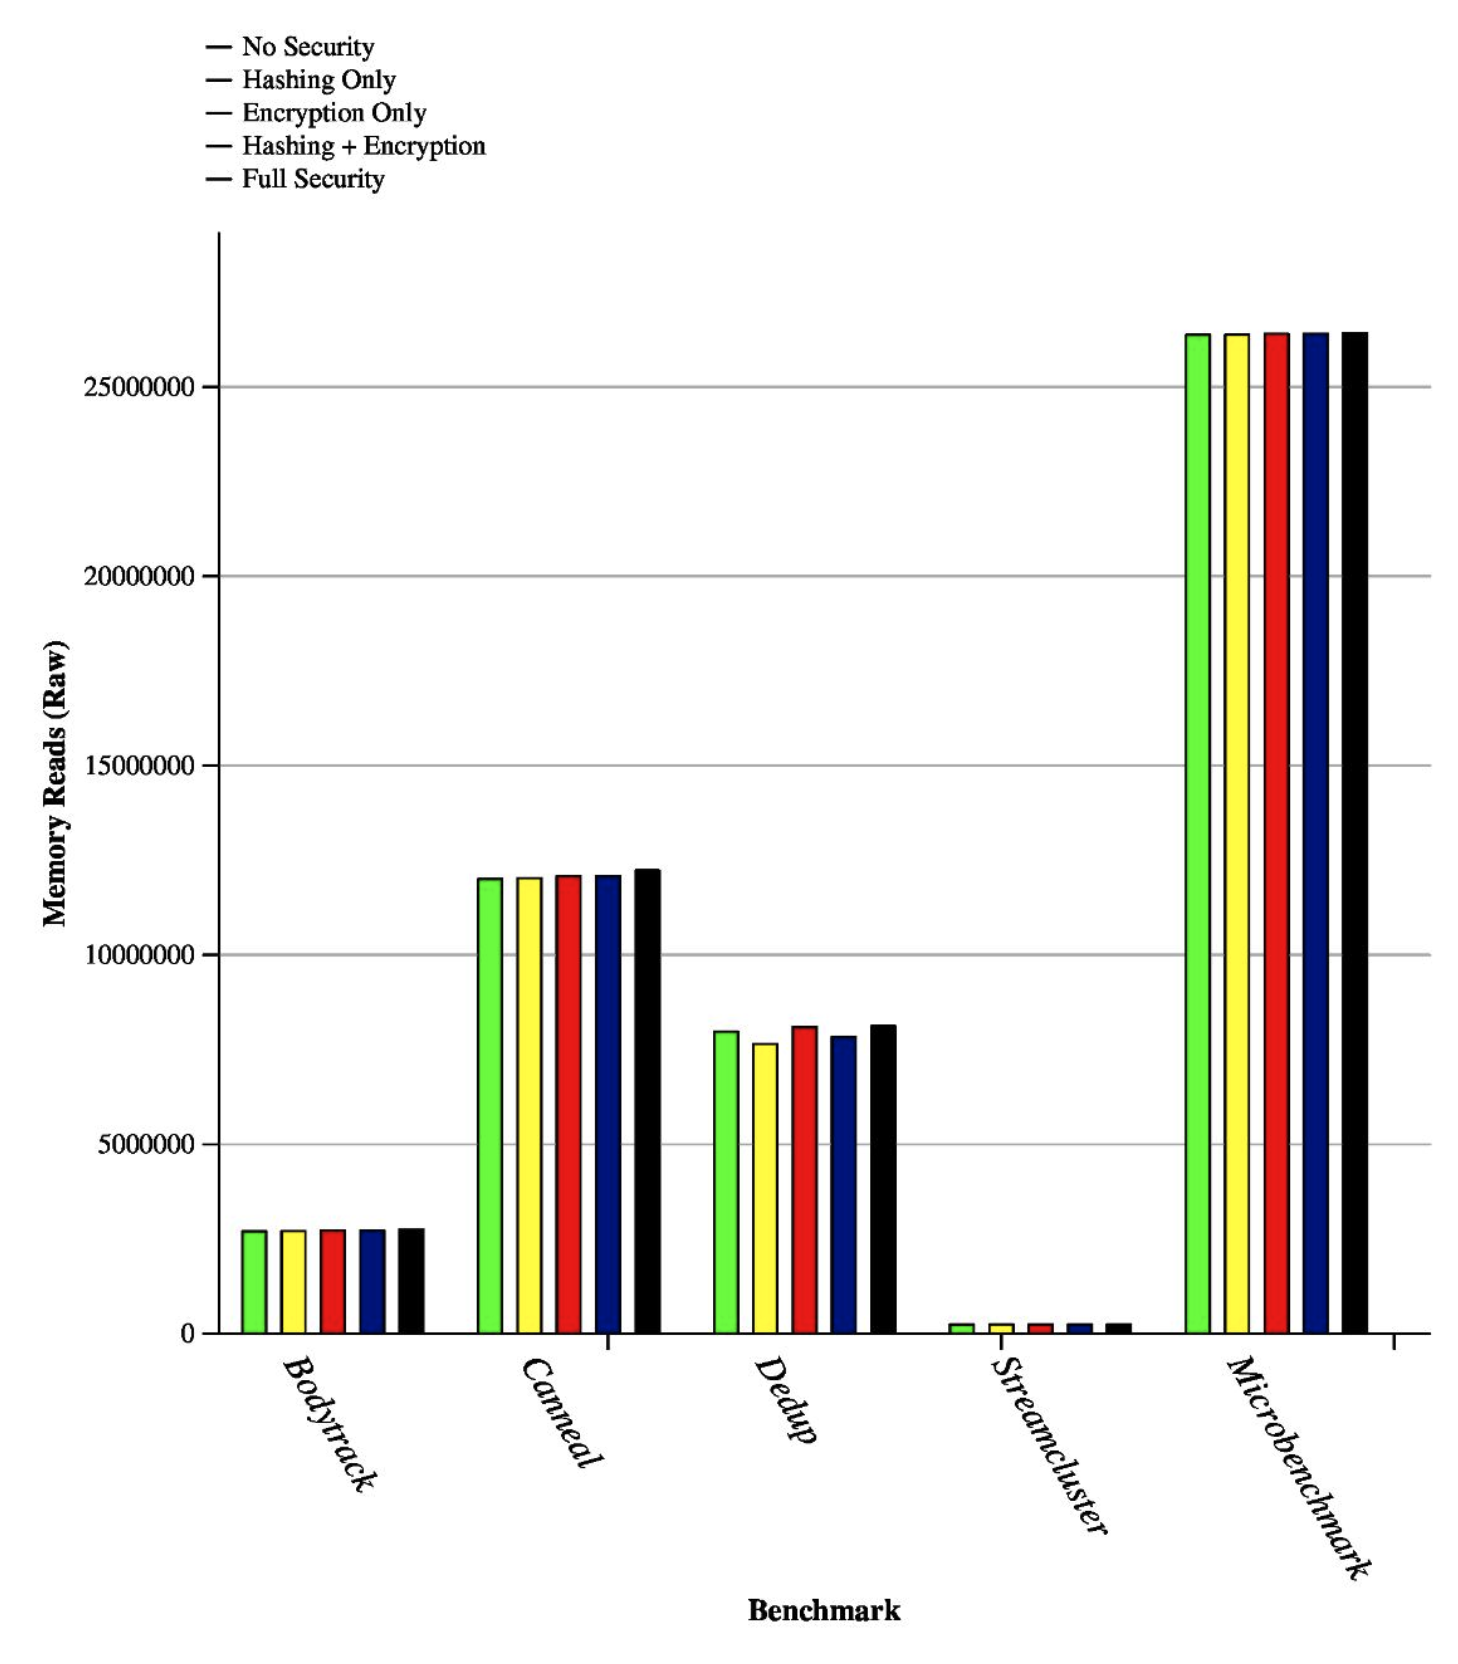 No Security
Hashing Only
Encryption Only
Hashing + Encryption
Full Security
25000000
20000000
15000000
10000000
5000000
0
Memory Reads (Raw)
Bodytrack
Canneal
Dedup
Streamcluster
Microbenchmark
Benchmark